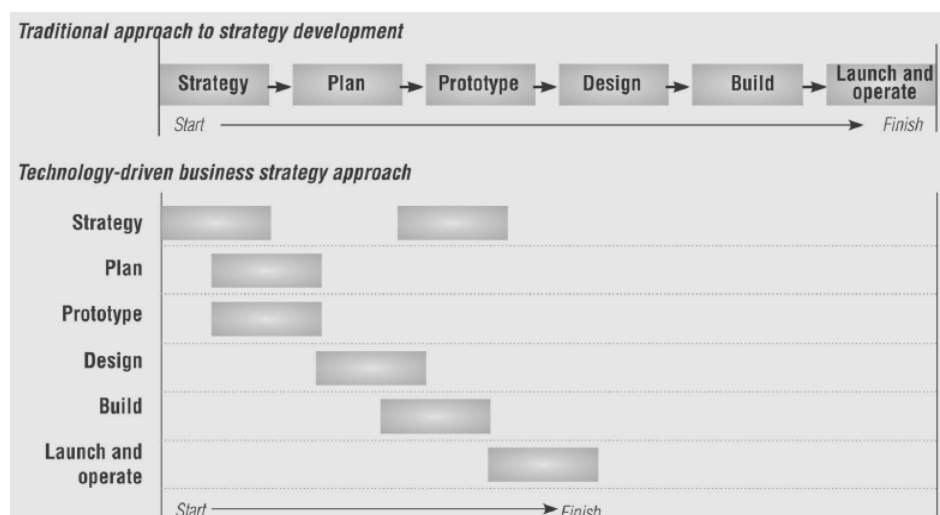 Traditional approach to strategy development
Strategy Plan Prototype Design Build Launch and operate
Start Finish
Technology-driven business strategy approach
Strategy
Plan
Prototype
Design
Build
Launch and
operate
Start Finish